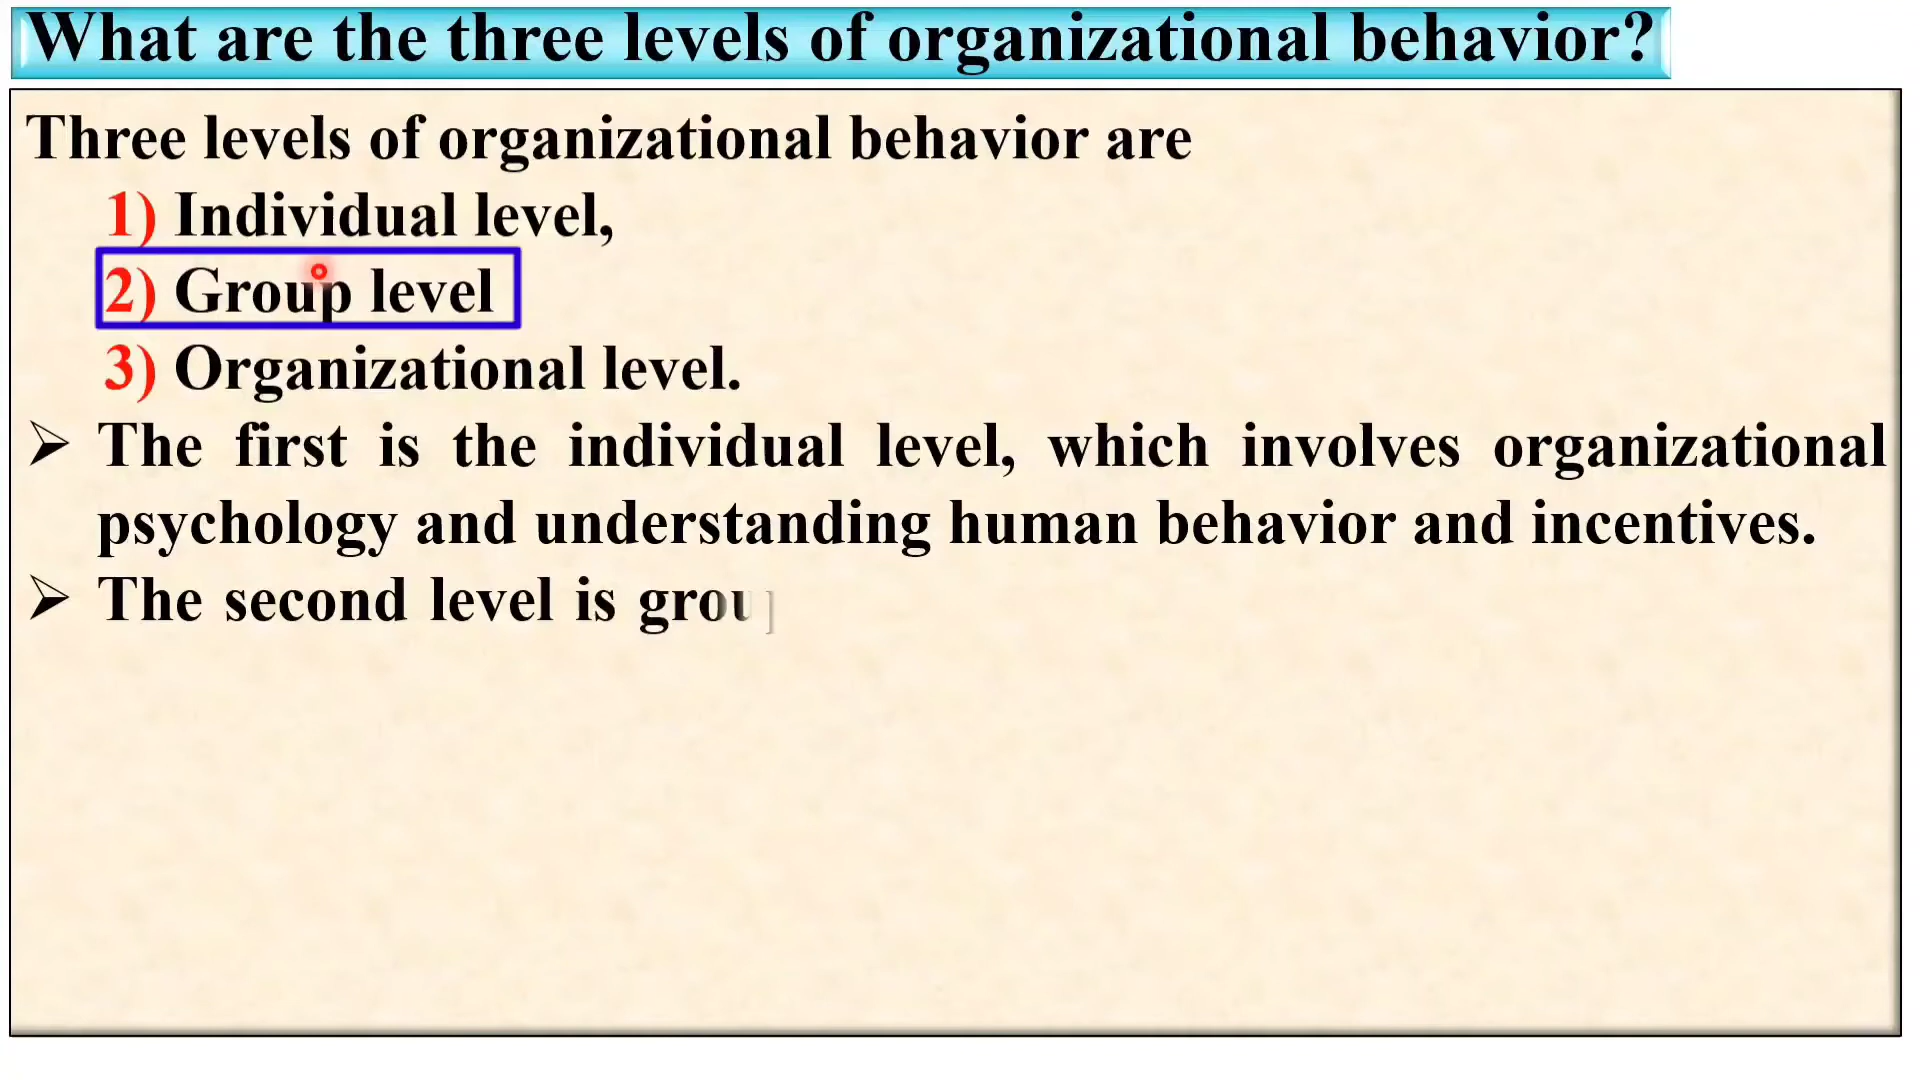 What are the three levels of organizational behavior?
Three levels of organizational behavior are
1) Individual level,
2) Group level
3) Organizational level.
➢ The first is the individual level, which involves organizational
psychology and understanding human behavior and incentives.
➢ The second level is